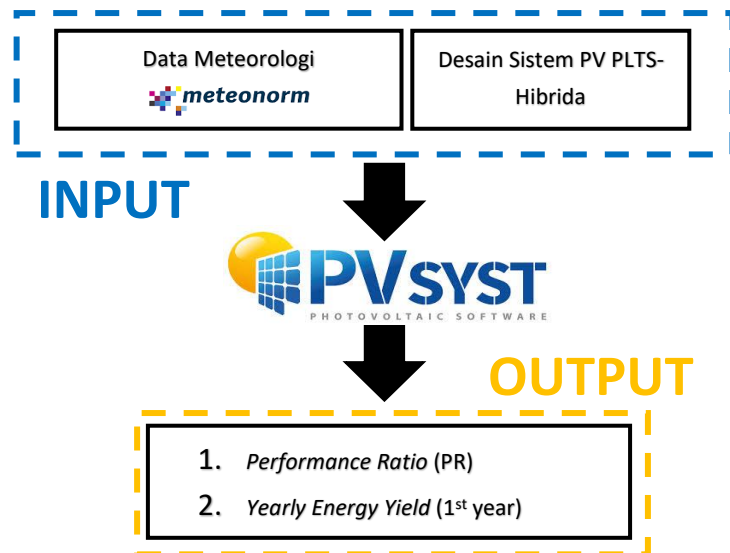 Data Meteorologi
meteonorm
Desain Sistem PV PLTS-
Hibrida
INPUT
PVSYST
PHOTOVOLTAIC SOFTWARE
OUTPUT
1. Performance Ratio (PR)
2. Yearly Energy Yield (1st year)